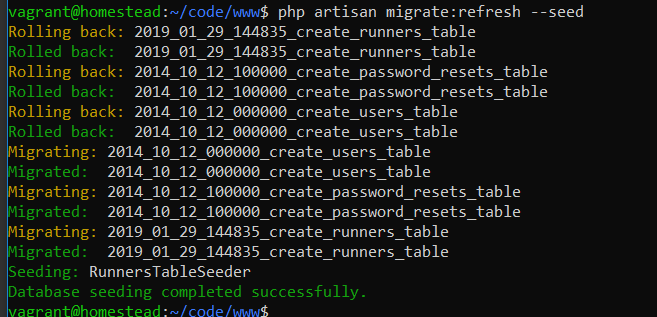 vagrant@homestead:~/code/www$ php artisan migrate:refresh --seed
Rolling back: 2019_01_29_144835_create_runners_table
Rolled back:  2019_01_29_144835_create_runners_table
Rolling back: 2014_10_12_100000_create_password_resets_table
Rolled back:  2014_10_12_100000_create_password_resets_table
Rolling back: 2014_10_12_000000_create_users_table
Rolled back:  2014_10_12_000000_create_users_table
Migrating: 2014_10_12_000000_create_users_table
Migrated:  2014_10_12_000000_create_users_table
Migrating: 2014_10_12_100000_create_password_resets_table
Migrated:  2014_10_12_100000_create_password_resets_table
Migrating: 2019_01_29_144835_create_runners_table
Migrated:  2019_01_29_144835_create_runners_table
Seeding: RunnersTableSeeder
Database seeding completed successfully.
vagrant@homestead:~/code/www$